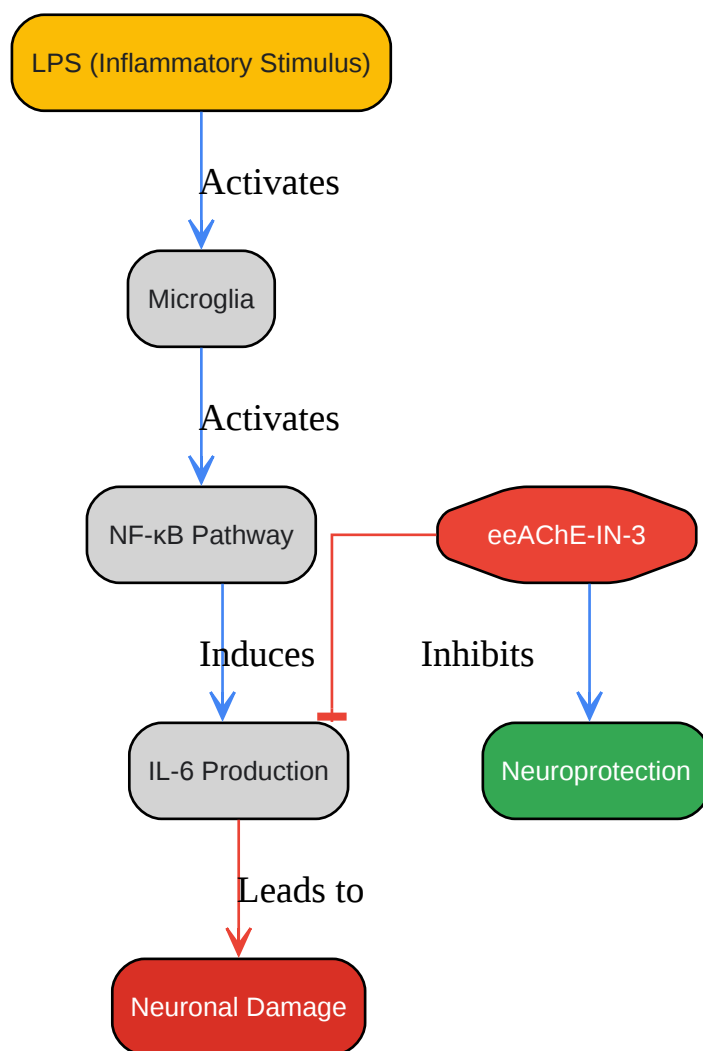 LPS (Inflammatory Stimulus)
Activates
Microglia
Activates
NF-κB Pathway
eeAChE-IN-3
Induces
Inhibits
IL-6 Production
Neuroprotection
Leads to
Neuronal Damage